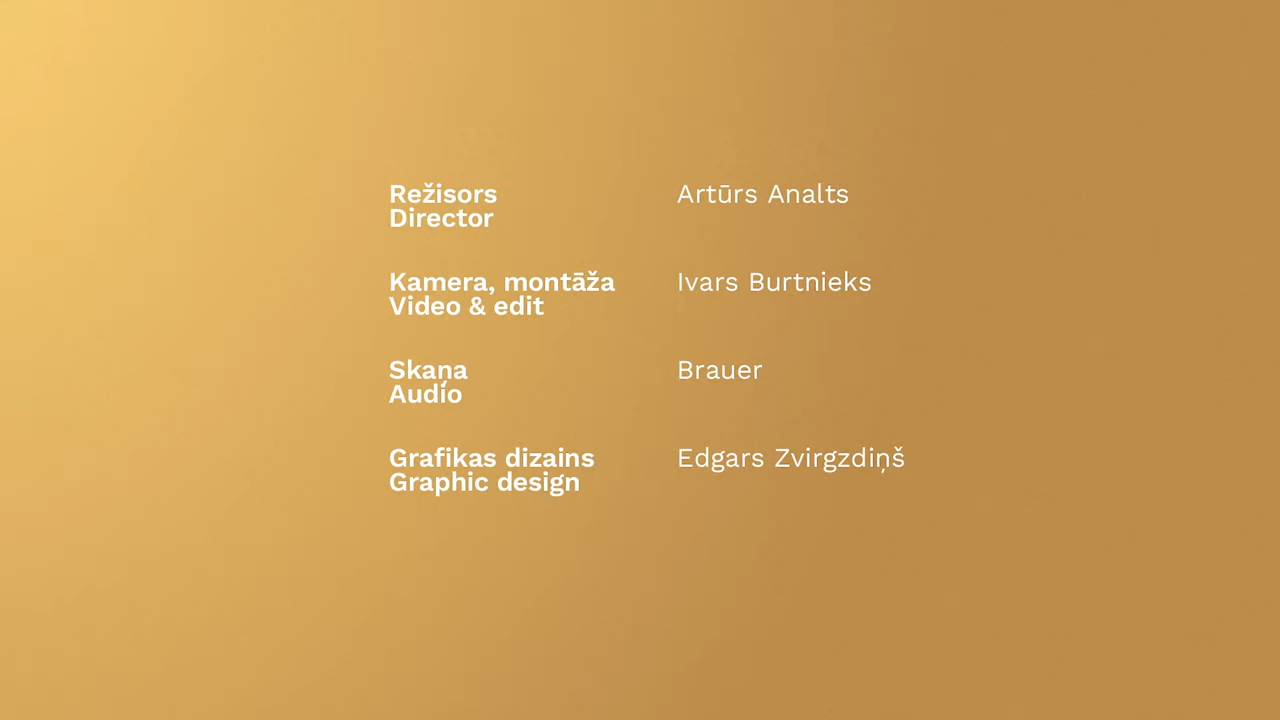 Režisors Artūrs Analts
Director
Kamera, montāža Ivars Burtnieks
Video & edit
Skaņa Brauer
Audio
Grafikas dizains Edgars Zvirgzdiņš
Graphic design